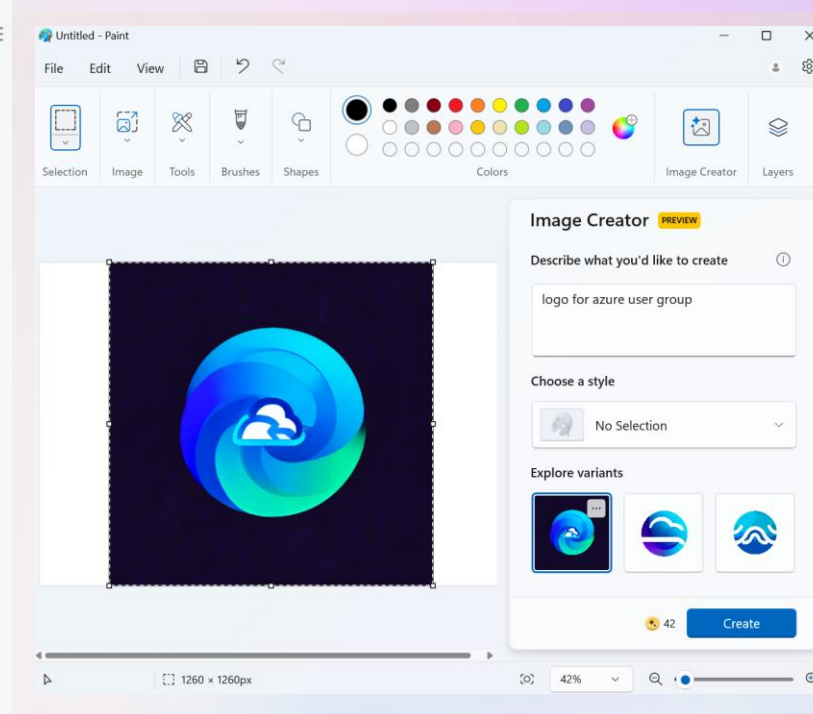 Untitled - Paint
File Edit View
Selection Image Tools Brushes Shapes Colors Image Creator Layers
Image Creator PREVIEW
Describe what you'd like to create
logo for azure user group
Choose a style
No Selection
Explore variants
42 Create
1260 × 1260px 42%